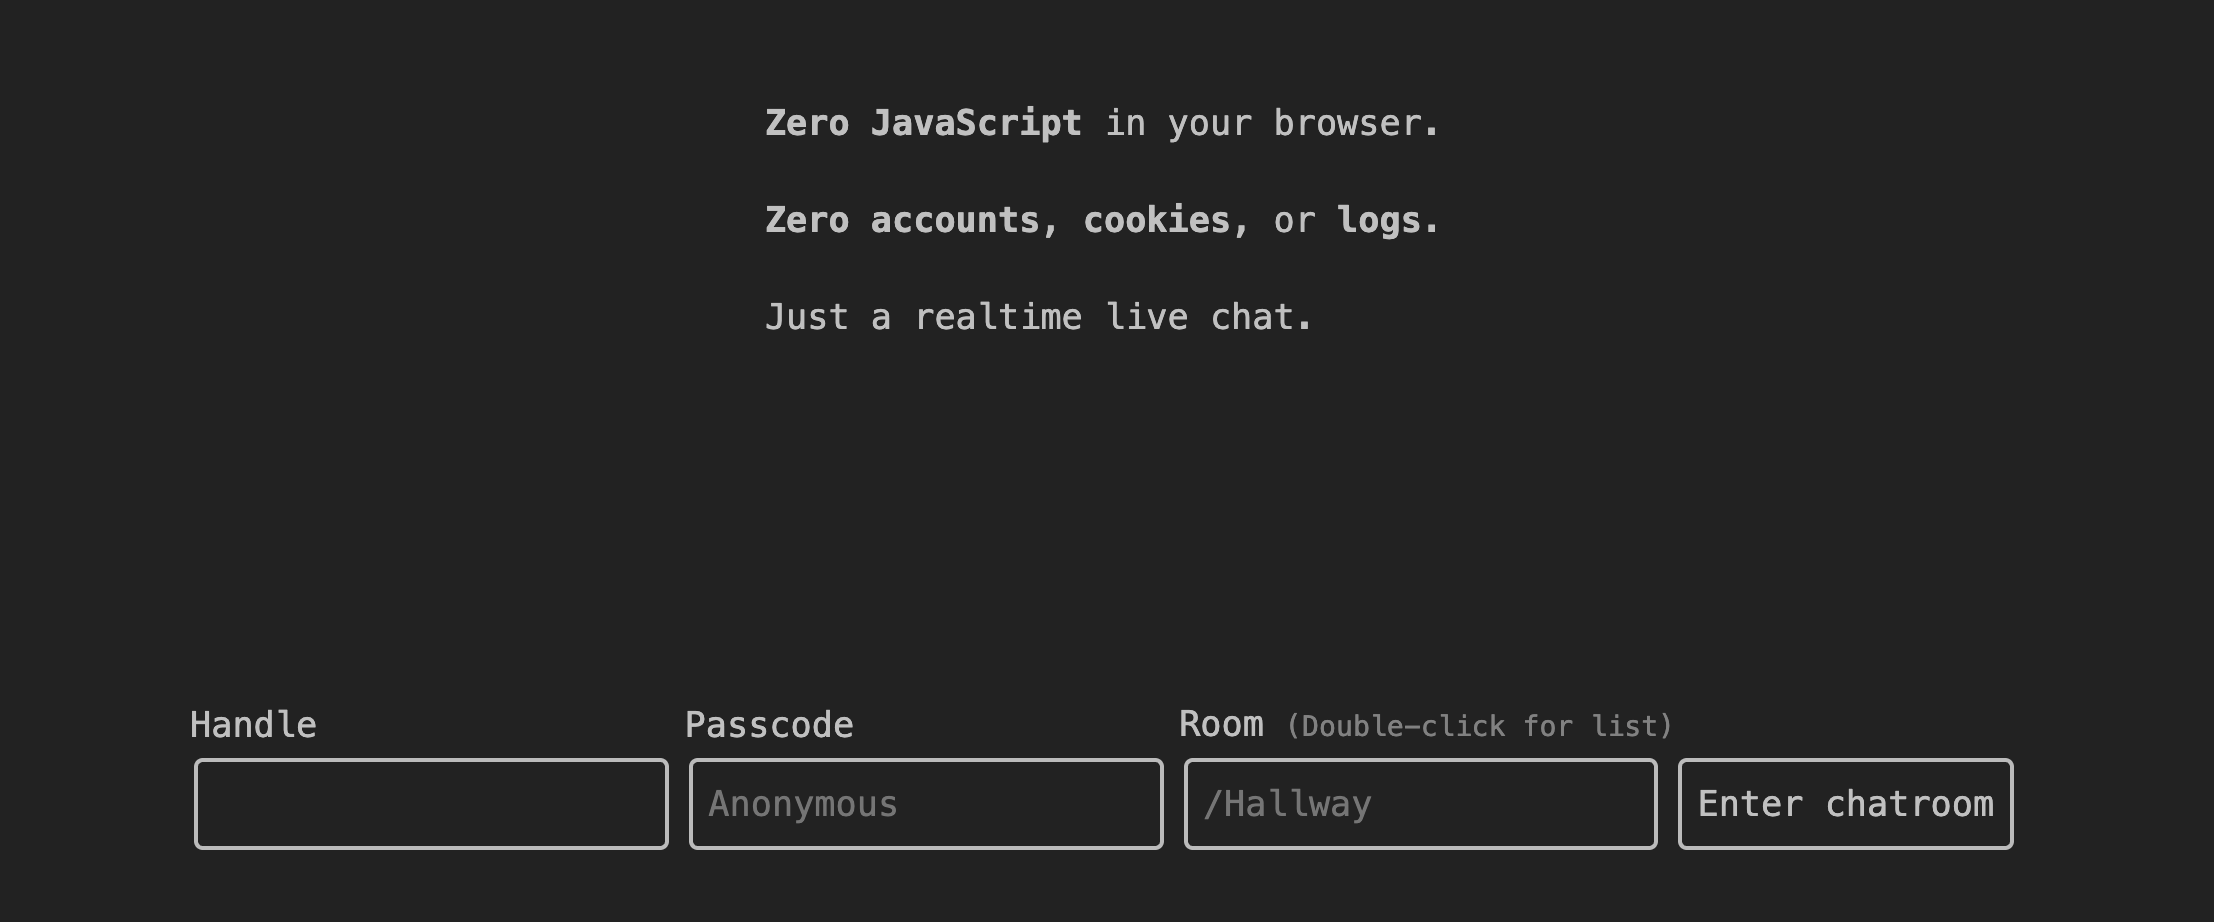 Zero JavaScript in your browser.
Zero accounts, cookies, or logs.
Just a realtime live chat.
Handle Passcode Room (Double-click for list)
Anonymous /Hallway Enter chatroom